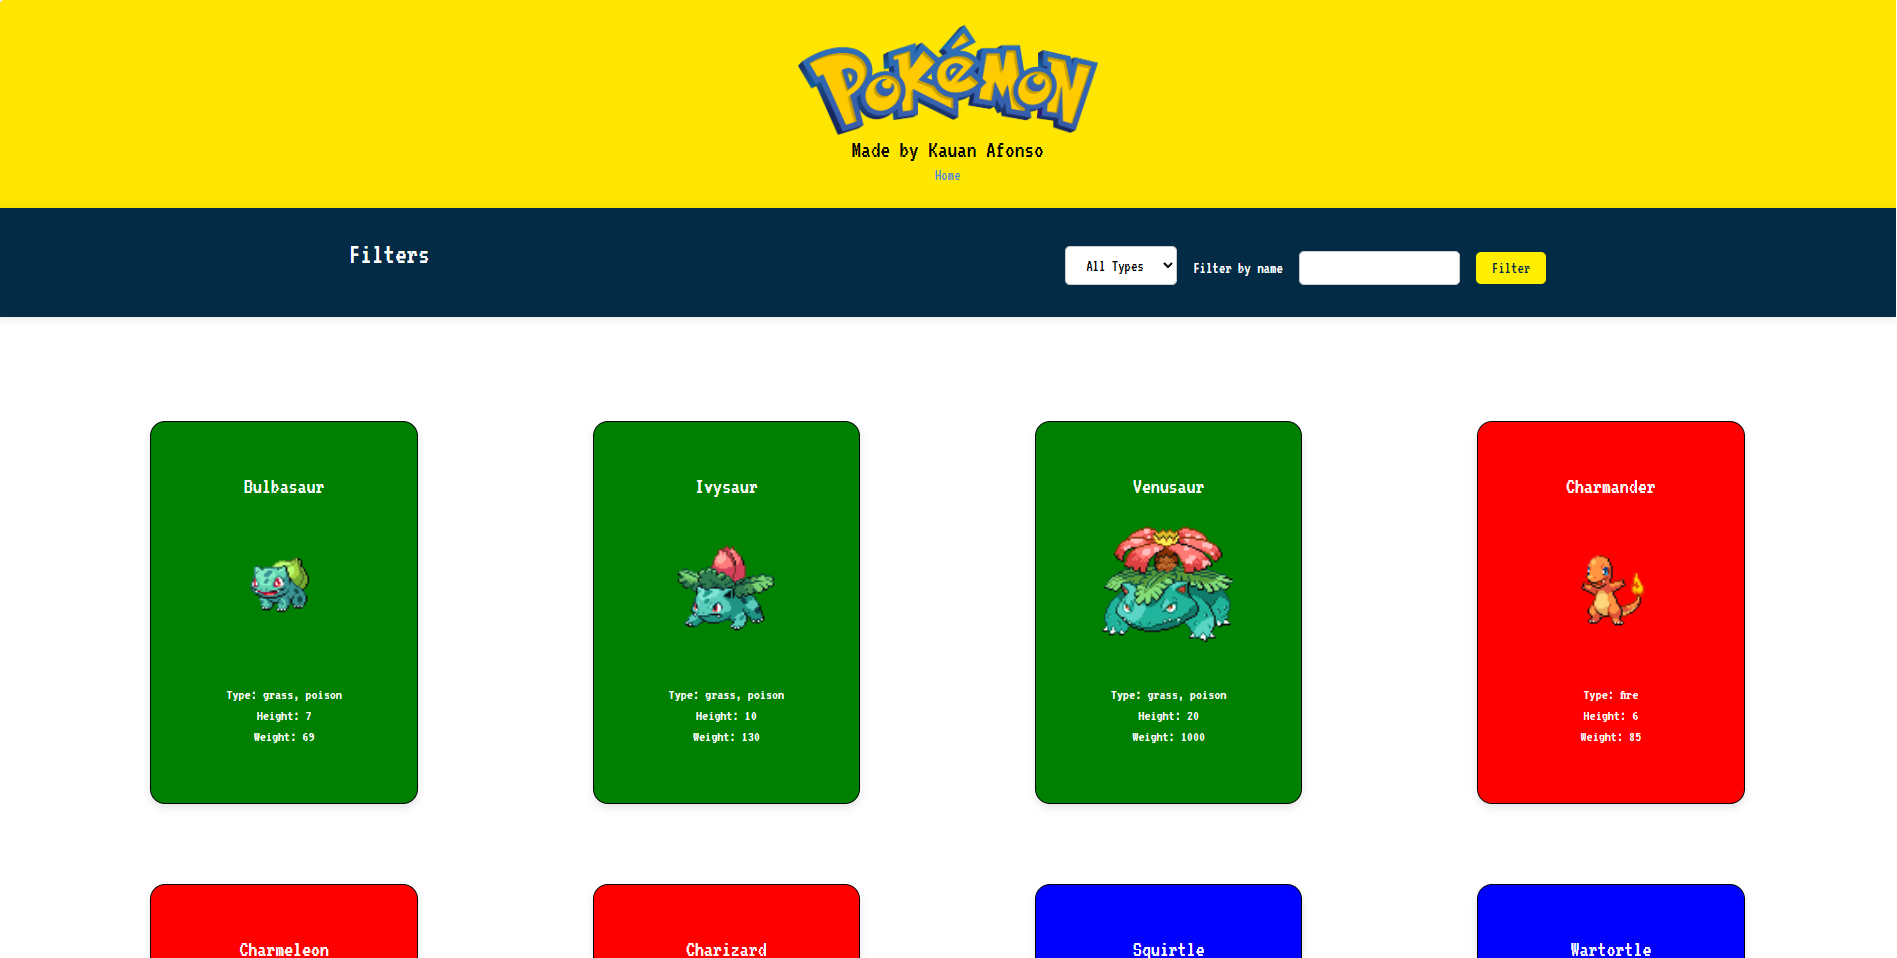 POKéMON
Made by Kauan Afonso
Home
Filters
All Types
Filter by name
Filter
Bulbasaur
Type: grass, poison
Height: 7
Weight: 69
Ivysaur
Type: grass, poison
Height: 10
Weight: 130
Venusaur
Type: grass, poison
Height: 20
Weight: 1000
Charmander
Type: fire
Height: 6
Weight: 85
Charmeleon
Charizard
Squirtle
Wartortle